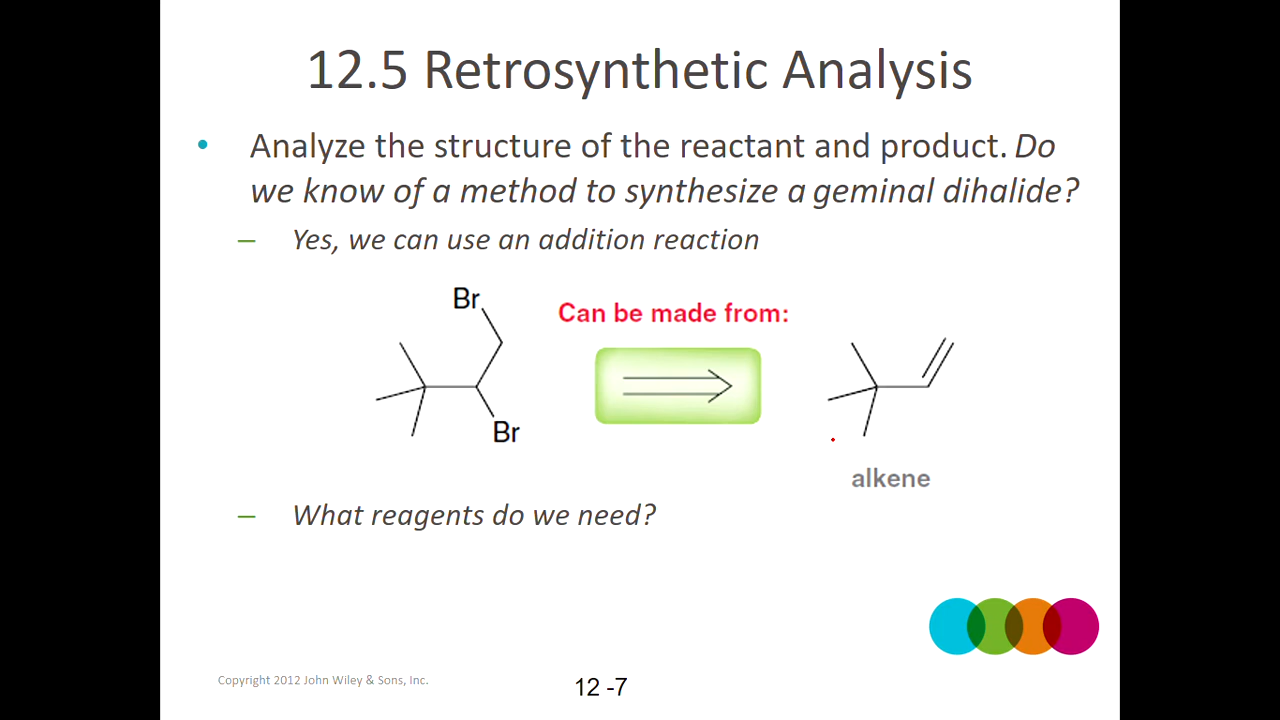 12.5 Retrosynthetic Analysis
• Analyze the structure of the reactant and product. Do
we know of a method to synthesize a geminal dihalide?
– Yes, we can use an addition reaction
Br
Can be made from:
Br
alkene
– What reagents do we need?
Copyright 2012 John Wiley & Sons, Inc.
12 -7